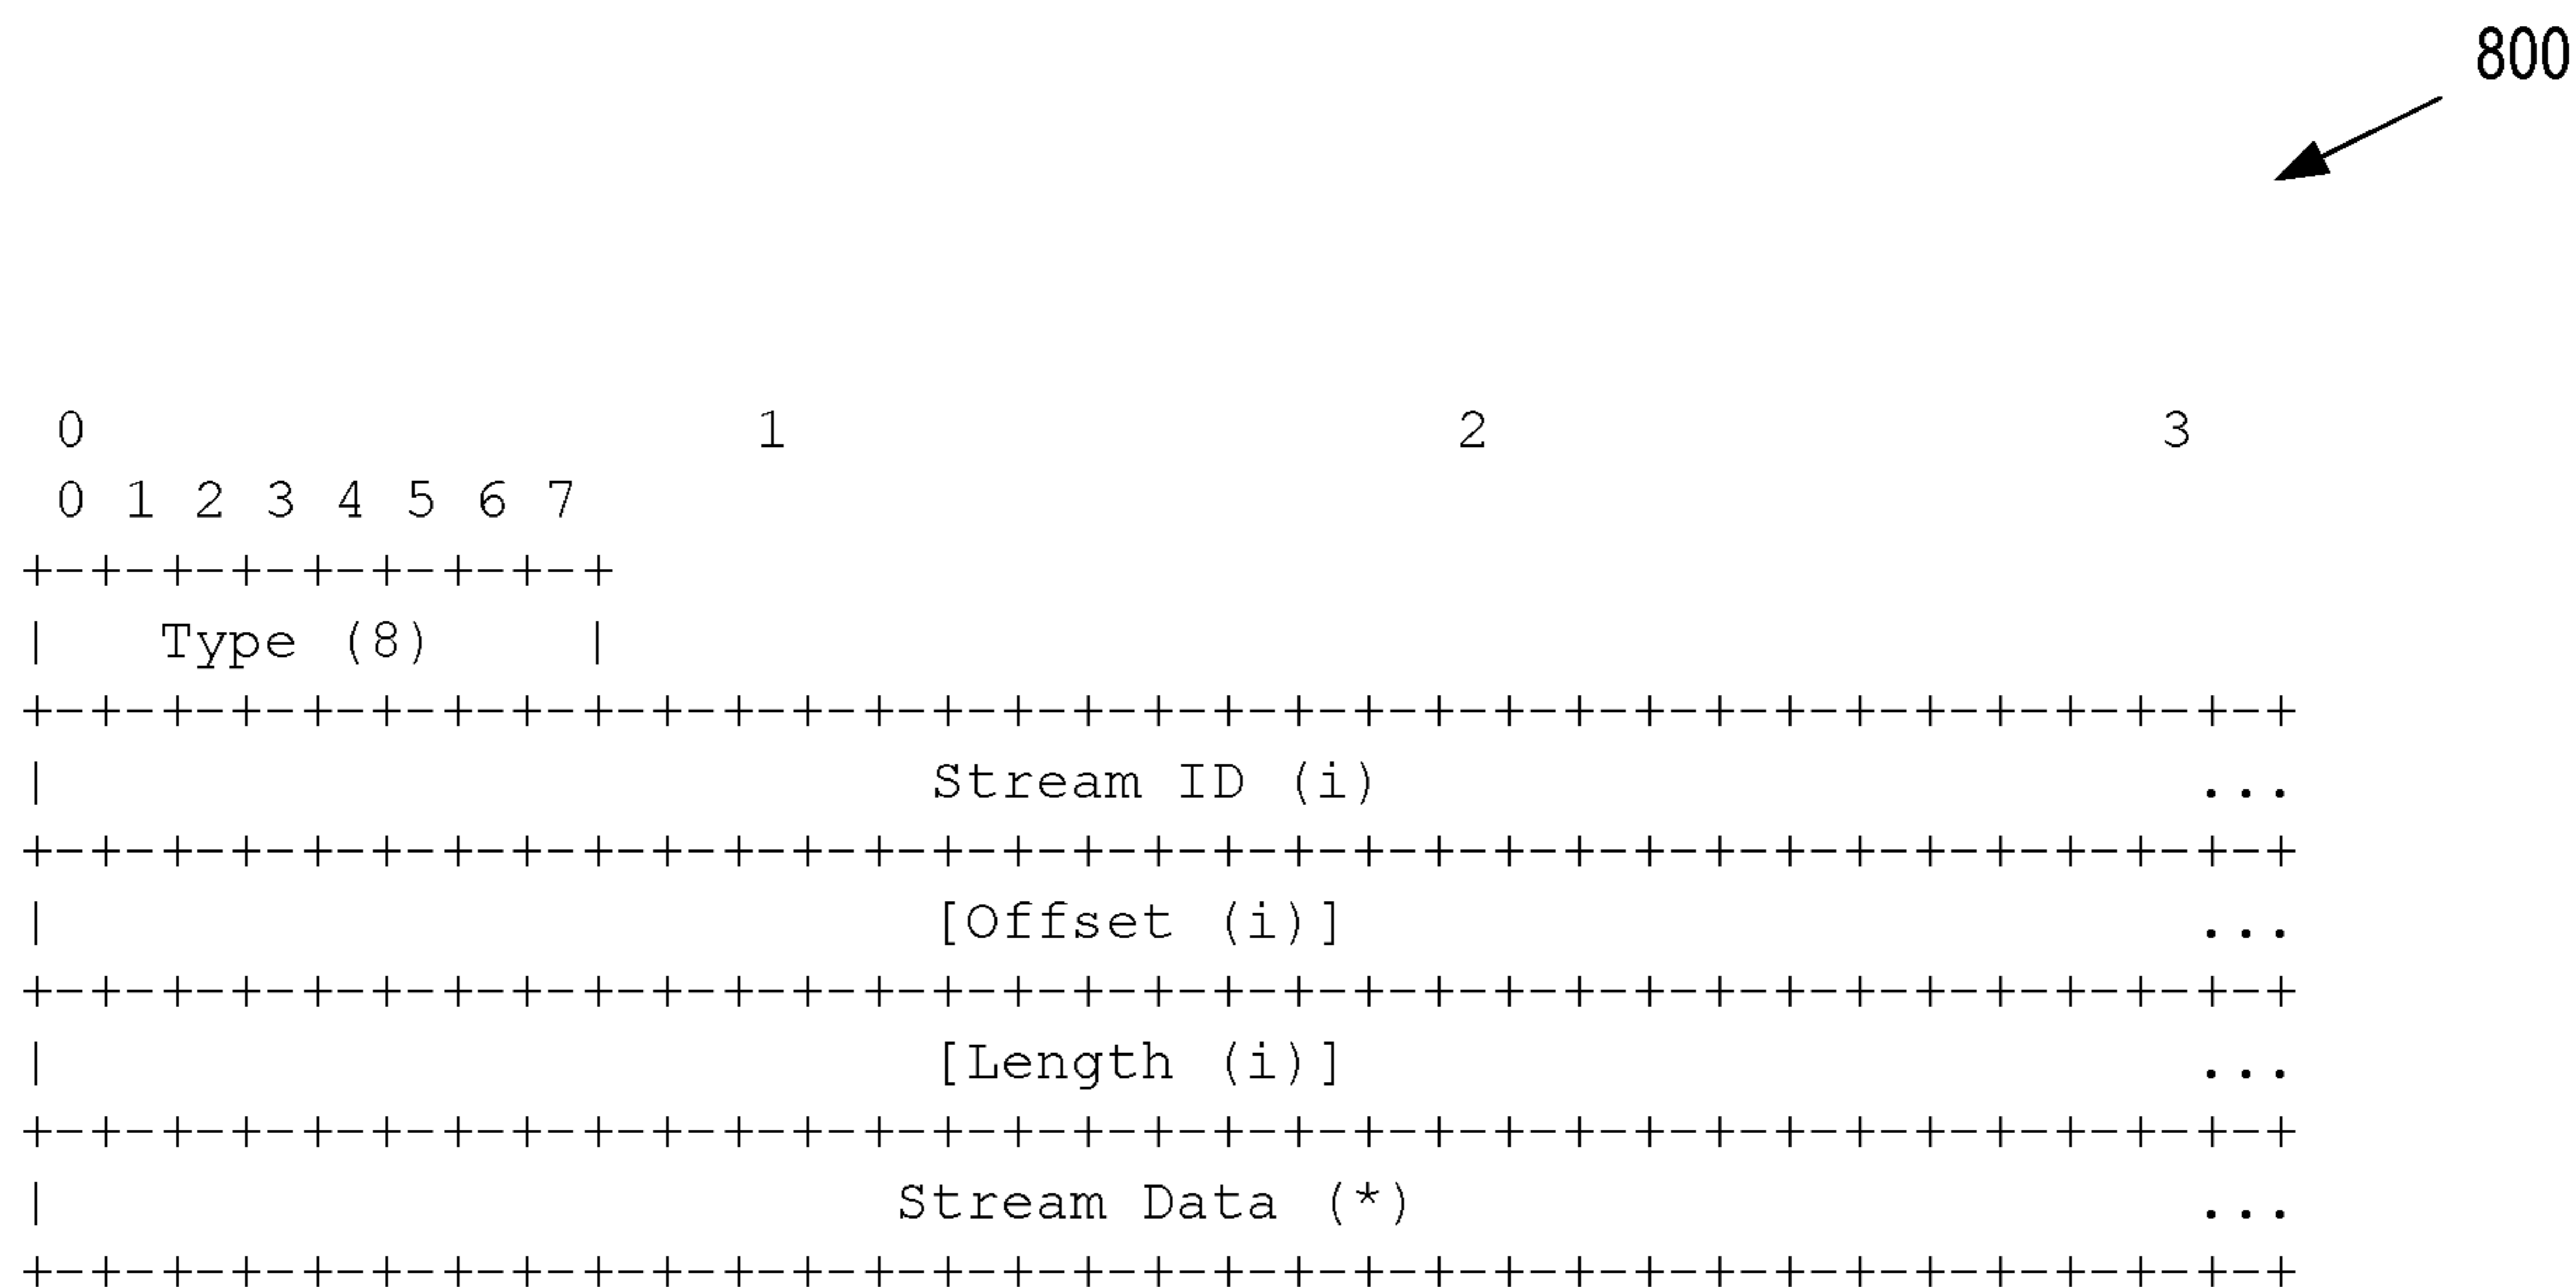 800
0                   1                   2                   3
0 1 2 3 4 5 6 7
+-+-+-+-+-+-+-+-+
|   Type (8)    |
+-+-+-+-+-+-+-+-+-+-+-+-+-+-+-+-+-+-+-+-+-+-+-+-+-+-+-+-+-+-+-+-+
|                         Stream ID (i)                       ...
+-+-+-+-+-+-+-+-+-+-+-+-+-+-+-+-+-+-+-+-+-+-+-+-+-+-+-+-+-+-+-+-+
|                         [Offset (i)]                        ...
+-+-+-+-+-+-+-+-+-+-+-+-+-+-+-+-+-+-+-+-+-+-+-+-+-+-+-+-+-+-+-+-+
|                         [Length (i)]                        ...
+-+-+-+-+-+-+-+-+-+-+-+-+-+-+-+-+-+-+-+-+-+-+-+-+-+-+-+-+-+-+-+-+
|                        Stream Data (*)                      ...
+-+-+-+-+-+-+-+-+-+-+-+-+-+-+-+-+-+-+-+-+-+-+-+-+-+-+-+-+-+-+-+-+